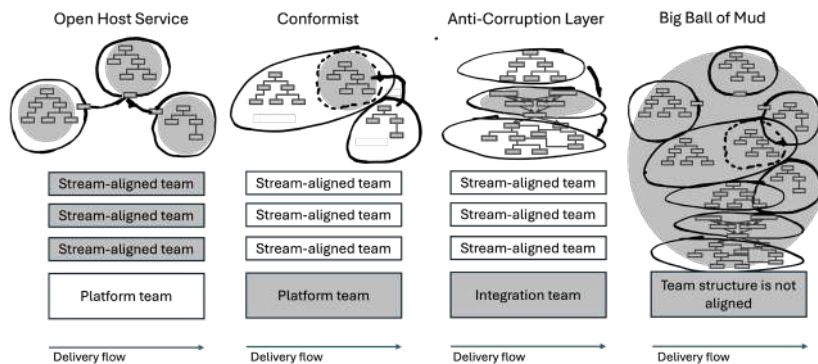 Open Host Service
Conformist
Anti-Corruption Layer
Big Ball of Mud
Stream-aligned team
Stream-aligned team
Stream-aligned team
Platform team
Delivery flow
Stream-aligned team
Stream-aligned team
Stream-aligned team
Platform team
Delivery flow
Stream-aligned team
Stream-aligned team
Stream-aligned team
Integration team
Delivery flow
Team structure is not
aligned
Delivery flow